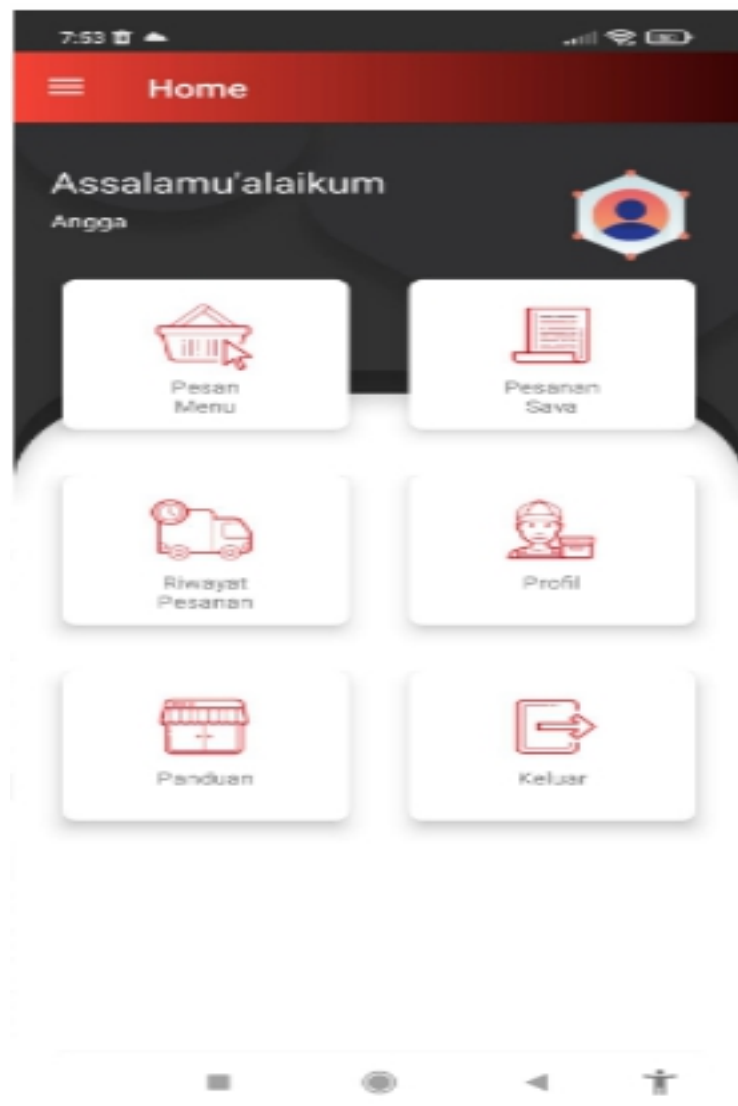 7:53
Home
Assalamu'alaikum
Angga
Pesan
Menu
Pesanan
Saya
Riwayat
Pesanan
Profil
Panduan
Keluar